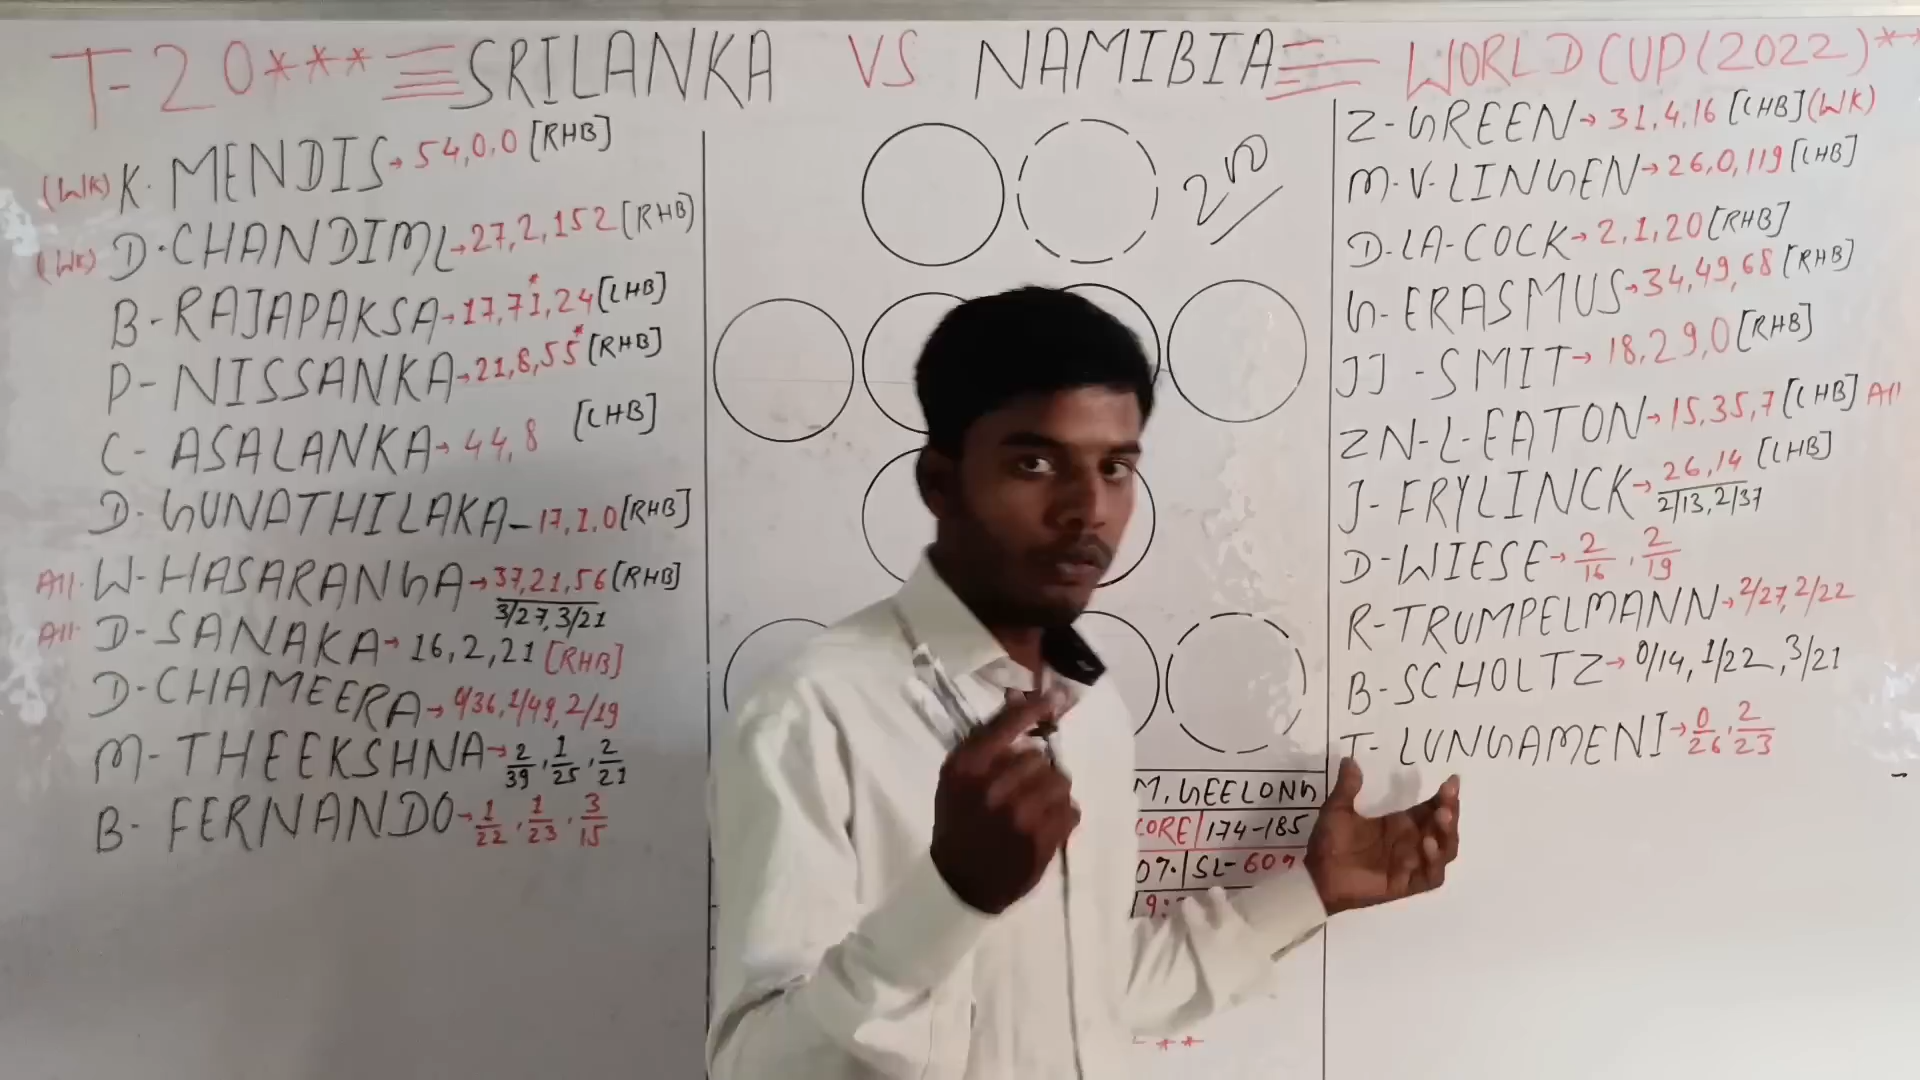 T-20*** SRILANKA VS NAMIBIA WORLD CUP (2022)**
(WK) K. MENDIS → 54,0,0 [RHB]
(WK) D. CHANDIML → 27,2,152 [RHB]
B- RAJAPAKSA → 17,71*,24 [LHB]
P- NISSANKA → 21,8,55* [RHB]
C- ASALANKA → 44,8 [LHB]
D- GUNATHILAKA - 17,1,0 [RHB]
All- W- HASARANGA → 37,21,56 [RHB]
3/27, 3/21
All- D- SANAKA → 16,2,21 [RHB]
D- CHAMEERA → 0/36, 1/49, 2/19
M- THEEKSHNA → 2/39, 1/25, 2/21
B- FERNANDO → 1/22, 1/23, 3/15
M. GEELONG
CORE | 174-185
0%. | SL- 60%
9:
**
Z- GREEN → 31,4,16 [LHB] (WK)
M.V. LINGEN → 26,0,119 [LHB]
D- LA-COCK → 2,1,20 [RHB]
G- ERASMUS → 34,49,68 [RHB]
JJ - SMIT → 18,29,0 [RHB]
ZN-L-EATON → 15,35,7 [LHB] All
J- FRYLINCK → 26,14 [LHB]
2/13, 2/37
D- WIESE → 2/16, 2/19
R- TRUMPELMANN → 2/27, 2/22
B- SCHOLTZ → 0/14, 1/22, 3/21
T- LUNGAMENI → 0/26, 2/23